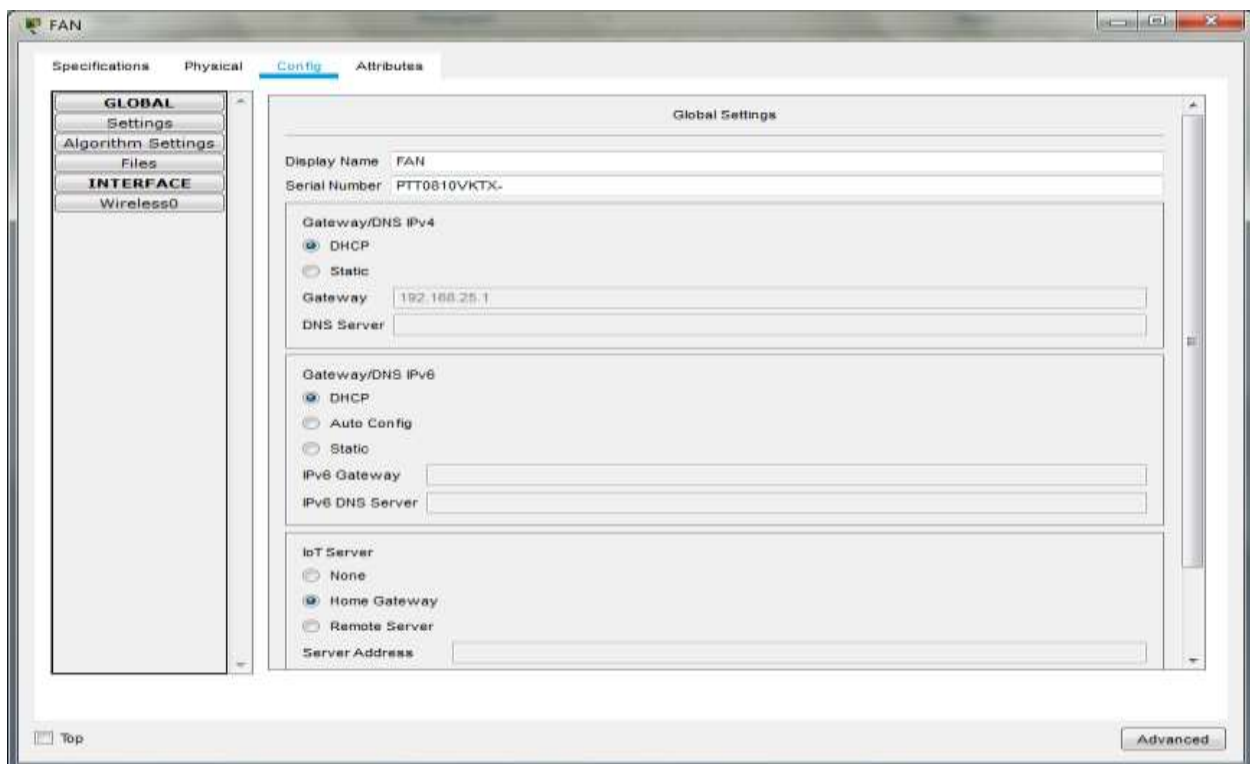 FAN
Specifications Physical Config Attributes
GLOBAL
Settings
Algorithm Settings
Files
INTERFACE
Wireless0
Global Settings
Display Name FAN
Serial Number PTT0810VKTX-
Gateway/DNS IPv4
DHCP
Static
Gateway 192.168.25.1
DNS Server
Gateway/DNS IPv6
DHCP
Auto Config
Static
IPv6 Gateway
IPv6 DNS Server
IoT Server
None
Home Gateway
Remote Server
Server Address
Top
Advanced